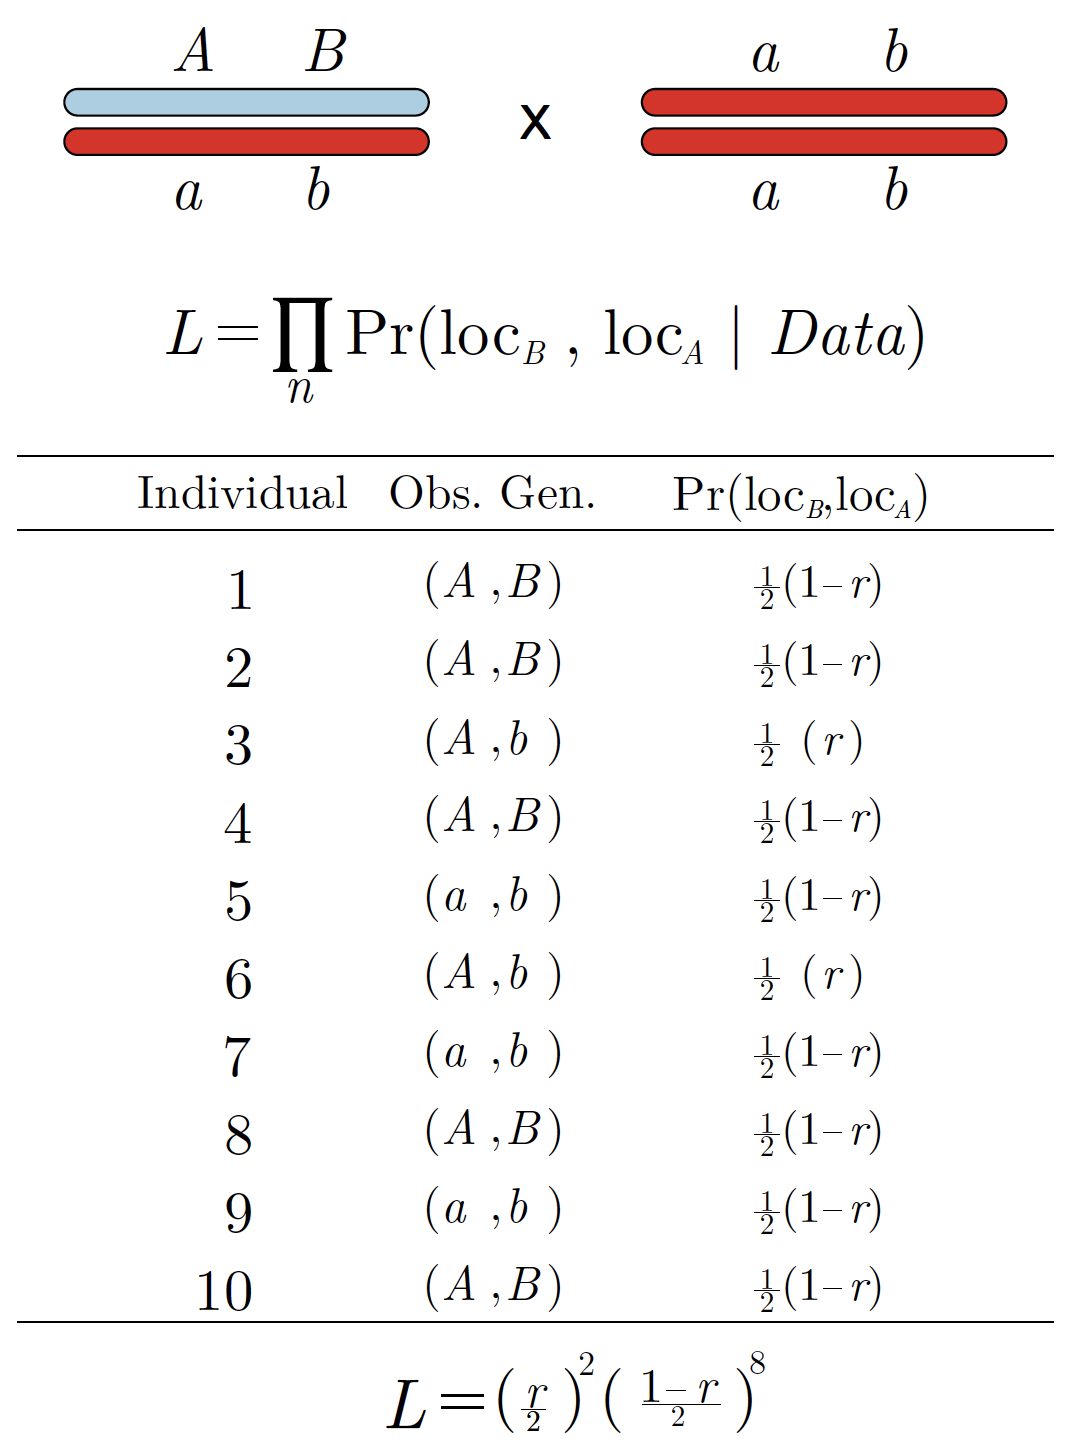 A B a b
x
a b a b
L = ∏ₙ Pr(loc_B , loc_A | Data)
Individual Obs. Gen. Pr(loc_B,loc_A)
1 (A ,B) ½(1– r)
2 (A ,B) ½(1– r)
3 (A ,b ) ½ ( r )
4 (A ,B) ½(1– r)
5 (a ,b ) ½(1– r)
6 (A ,b ) ½ ( r )
7 (a ,b ) ½(1– r)
8 (A ,B) ½(1– r)
9 (a ,b ) ½(1– r)
10 (A ,B) ½(1– r)
L = (r/2)² ((1– r)/2)⁸